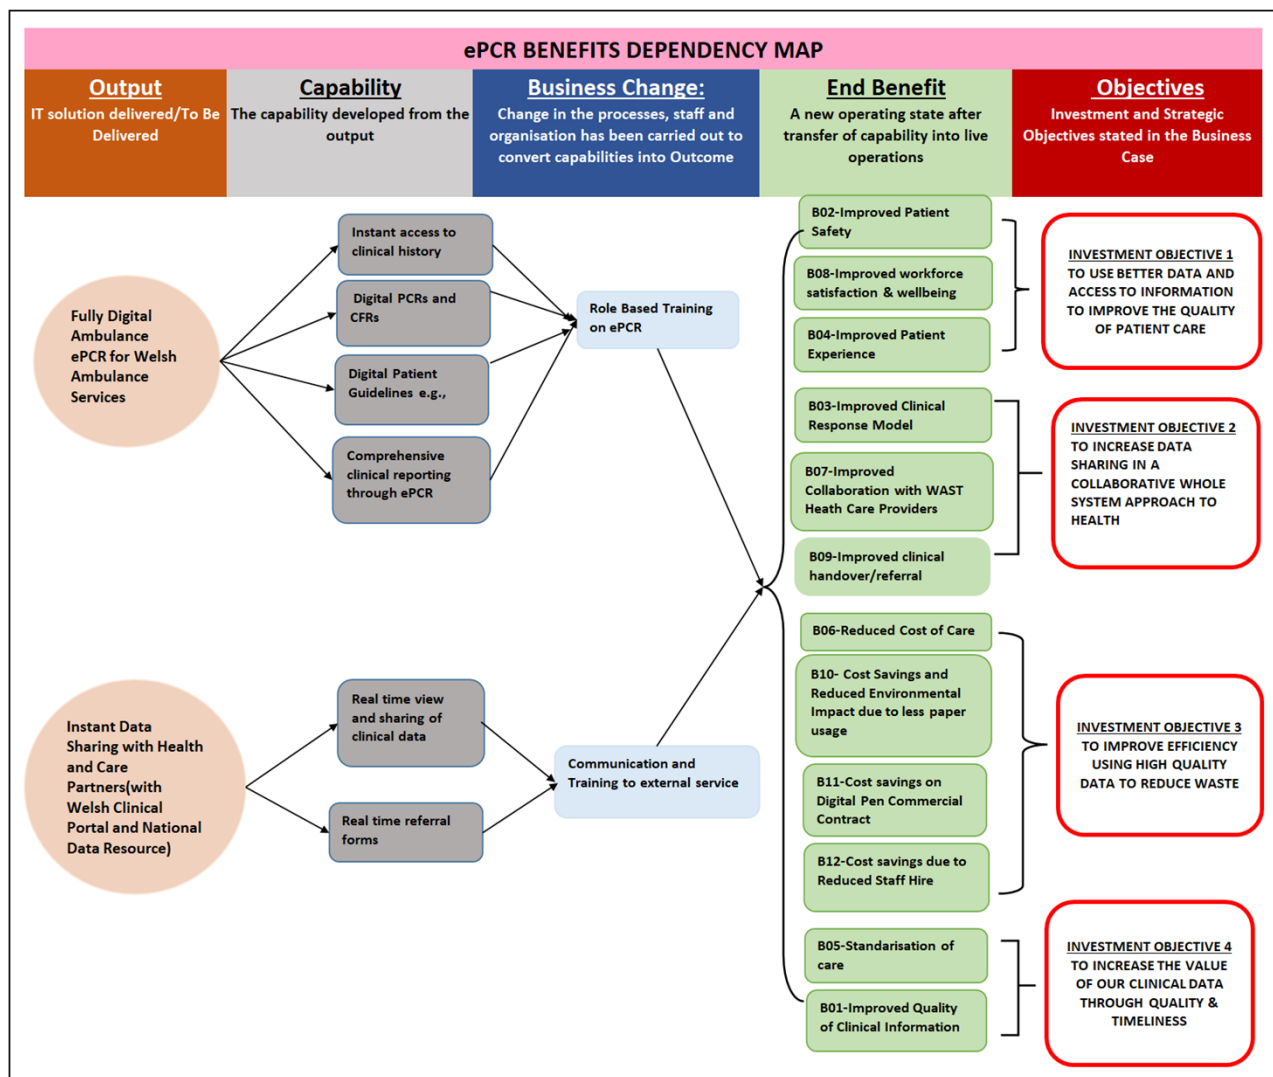 ePCR BENEFITS DEPENDENCY MAP
Output
IT solution delivered/To Be
Delivered
Capability
The capability developed from the
output
Business Change:
Change in the processes, staff and
organisation has been carried out to
convert capabilities into Outcome
End Benefit
A new operating state after
transfer of capability into live
operations
Objectives
Investment and Strategic
Objectives stated in the Business
Case
Fully Digital
Ambulance
ePCR for Welsh
Ambulance
Services
Instant access to
clinical history
Digital PCRs and
CFRs
Digital Patient
Guidelines e.g.,
Comprehensive
clinical reporting
through ePCR
Role Based Training
on ePCR
Instant Data
Sharing with Health
and Care
Partners(with
Welsh Clinical
Portal and National
Data Resource)
Real time view
and sharing of
clinical data
Real time referral
forms
Communication and
Training to external service
B02-Improved Patient
Safety
B08-Improved workforce
satisfaction & wellbeing
B04-Improved Patient
Experience
B03-Improved Clinical
Response Model
B07-Improved
Collaboration with WAST
Heath Care Providers
B09-Improved clinical
handover/referral
B06-Reduced Cost of Care
B10- Cost Savings and
Reduced Environmental
Impact due to less paper
usage
B11-Cost savings on
Digital Pen Commercial
Contract
B12-Cost savings due to
Reduced Staff Hire
B05-Standarisation of
care
B01-Improved Quality
of Clinical Information
INVESTMENT OBJECTIVE 1
TO USE BETTER DATA AND
ACCESS TO INFORMATION
TO IMPROVE THE QUALITY
OF PATIENT CARE
INVESTMENT OBJECTIVE 2
TO INCREASE DATA
SHARING IN A
COLLABORATIVE WHOLE
SYSTEM APPROACH TO
HEALTH
INVESTMENT OBJECTIVE 3
TO IMPROVE EFFICIENCY
USING HIGH QUALITY
DATA TO REDUCE WASTE
INVESTMENT OBJECTIVE 4
TO INCREASE THE VALUE
OF OUR CLINICAL DATA
THROUGH QUALITY &
TIMELINESS